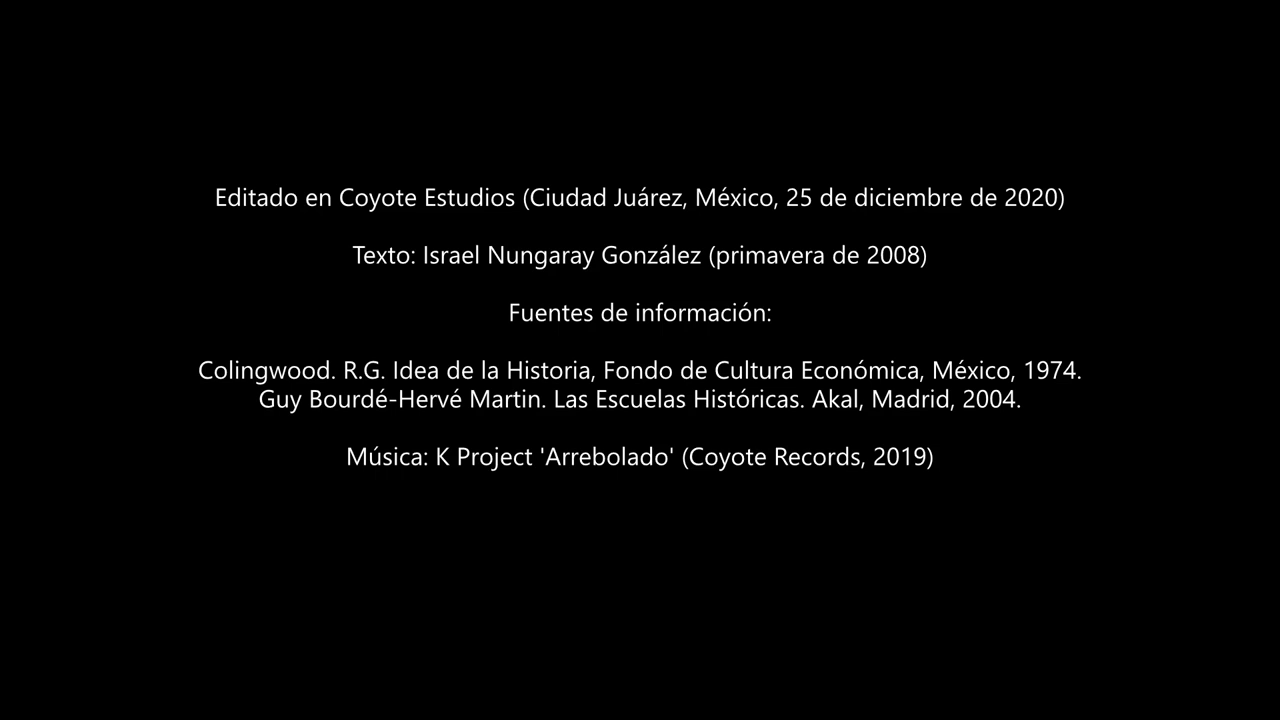 Editado en Coyote Estudios (Ciudad Juárez, México, 25 de diciembre de 2020)
Texto: Israel Nungaray González (primavera de 2008)
Fuentes de información:
Colingwood. R.G. Idea de la Historia, Fondo de Cultura Económica, México, 1974.
Guy Bourdé-Hervé Martin. Las Escuelas Históricas. Akal, Madrid, 2004.
Música: K Project 'Arrebolado' (Coyote Records, 2019)